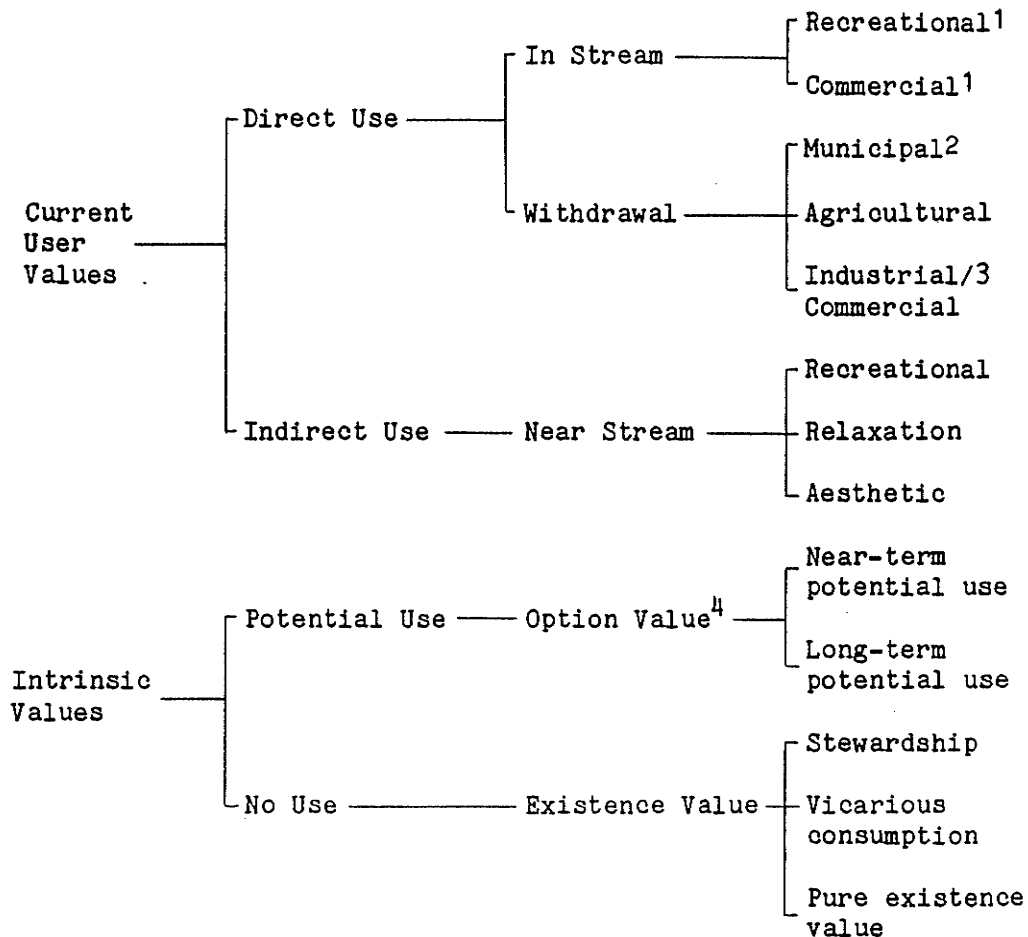 Recreational1
In Stream
Commercial1
Direct Use
Municipal2
Current
User
Values
Withdrawal
Agricultural
Industrial/3
Commercial
Recreational
Indirect Use
Near Stream
Relaxation
Aesthetic
Near-term
potential use
Potential Use
Option Value4
Long-term
potential use
Intrinsic
Values
Stewardship
No Use
Existence Value
Vicarious
consumption
Pure existence
value